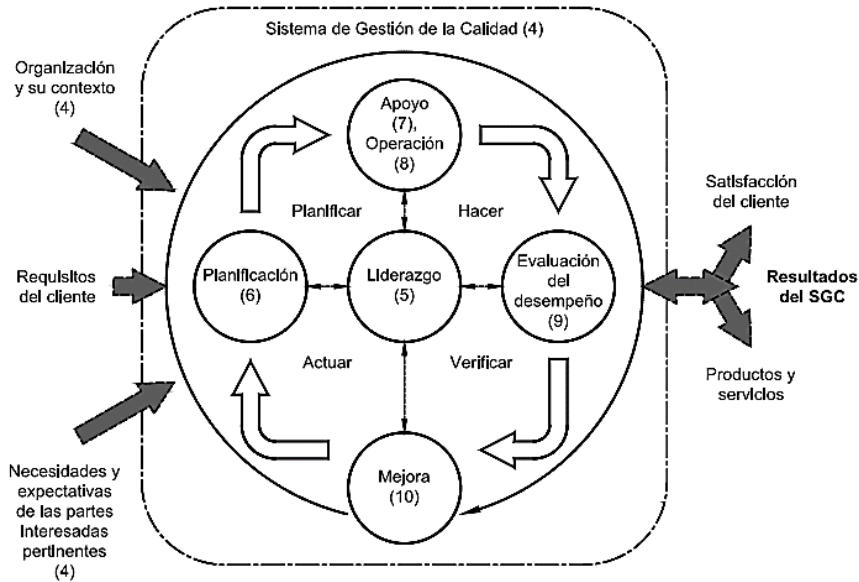 Sistema de Gestión de la Calidad (4)
Organización
y su contexto
(4)
Requisitos
del cliente
Necesidades y
expectativas
de las partes
interesadas
pertinentes
(4)
Apoyo
(7),
Operación
(8)
Planificar
Hacer
Planificación
(6)
Liderazgo
(5)
Evaluación
del
desempeño
(9)
Actuar
Verificar
Mejora
(10)
Satisfacción
del cliente
Resultados
del SGC
Productos y
servicios